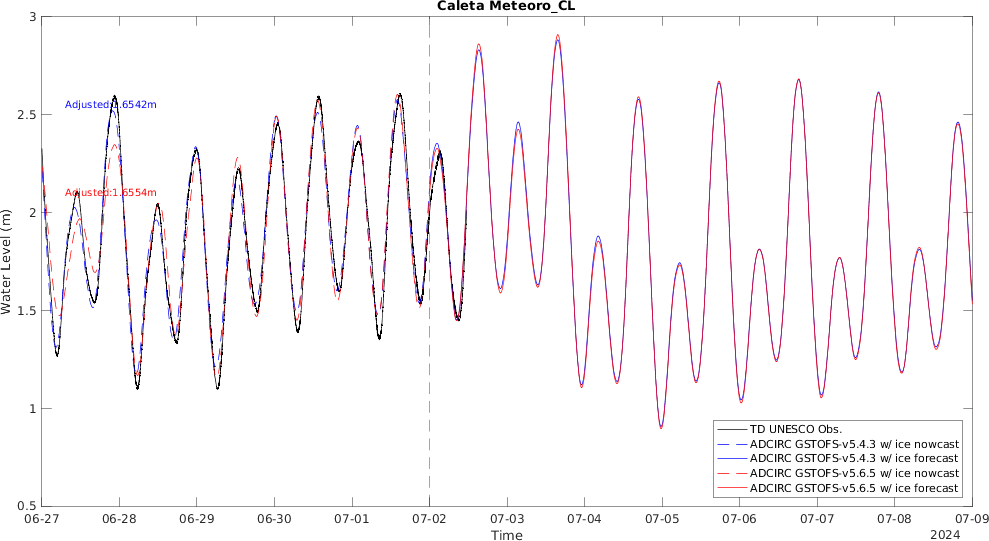 Caleta Meteoro_CL
3
2.5
2
1.5
1
0.5
Water Level (m)
Adjusted:1.6542m
Adjusted:1.6554m
TD UNESCO Obs.
ADCIRC GSTOFS-v5.4.3 w/ ice nowcast
ADCIRC GSTOFS-v5.4.3 w/ ice forecast
ADCIRC GSTOFS-v5.6.5 w/ ice nowcast
ADCIRC GSTOFS-v5.6.5 w/ ice forecast
06-27 06-28 06-29 06-30 07-01 07-02 07-03 07-04 07-05 07-06 07-07 07-08 07-09
Time
2024